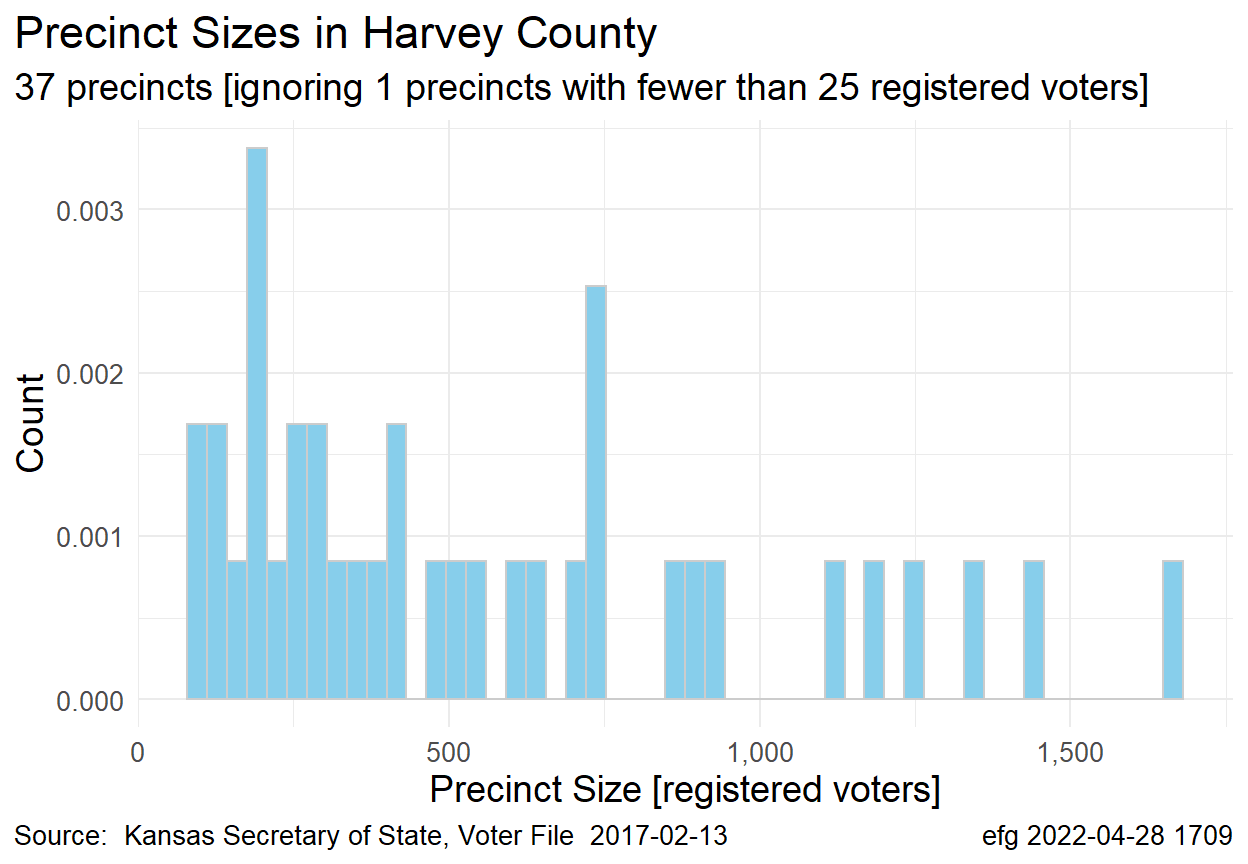 Precinct Sizes in Harvey County
37 precincts [ignoring 1 precincts with fewer than 25 registered voters]
Count
0.003
0.002
0.001
0.000
0
500
1,000
1,500
Precinct Size [registered voters]
Source:  Kansas Secretary of State, Voter File  2017-02-13
efg 2022-04-28 1709